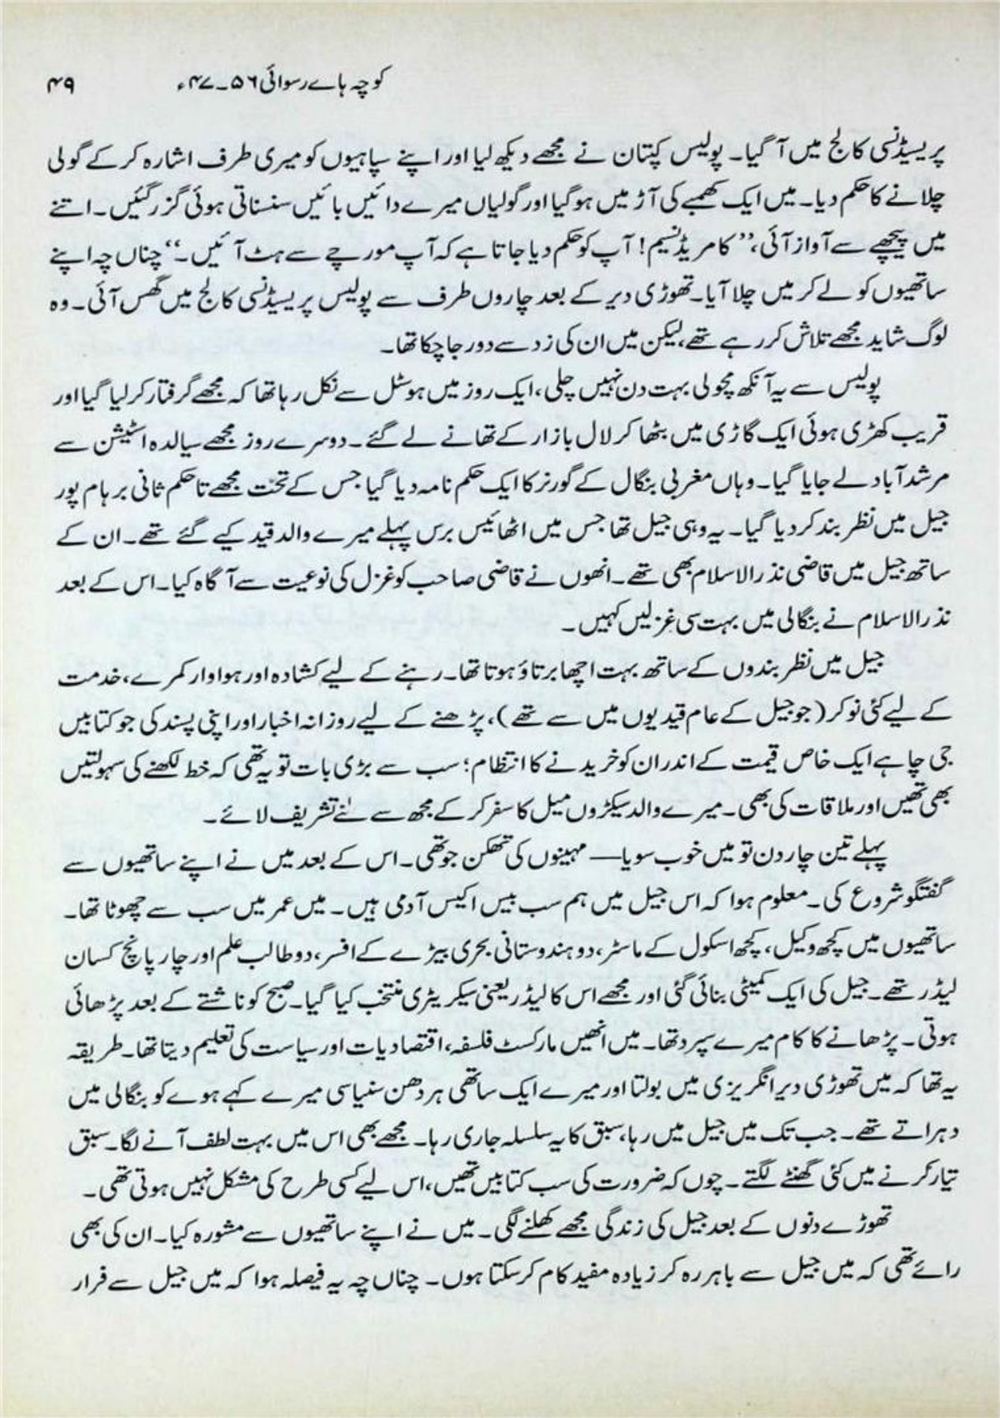 کوچہ ہاے رسوائی ۵۶۔۴۷ء
۴۹
پریسیڈنسی کالج میں آ گیا۔ پولیس کپتان نے مجھے دیکھ لیا اور اپنے سپاہیوں کو میری طرف اشارہ کر کے گولی
چلانے کا حکم دیا۔ میں ایک کھمبے کی آڑ میں ہو گیا اور گولیاں میرے دائیں بائیں سنسناتی ہوئی گزر گئیں۔ اتنے
میں پیچھے سے آواز آئی، ’’کامریڈ نسیم! آپ کو حکم دیا جاتا ہے کہ آپ مورچے سے ہٹ آئیں۔‘‘ چناں چہ اپنے
ساتھیوں کو لے کر میں چلا آیا۔ تھوڑی دیر کے بعد چاروں طرف سے پولیس پریسیڈنسی کالج میں گھس آئی۔ وہ
لوگ شاید مجھے تلاش کر رہے تھے، لیکن میں ان کی زد سے دور جا چکا تھا۔
پولیس سے یہ آنکھ مچولی بہت دن نہیں چلی، ایک روز میں ہوسٹل سے نکل رہا تھا کہ مجھے گرفتار کر لیا گیا اور
قریب کھڑی ہوئی ایک گاڑی میں بٹھا کر لال بازار کے تھانے لے گئے۔ دوسرے روز مجھے سیالدہ اسٹیشن سے
مرشد آباد لے جایا گیا۔ وہاں مغربی بنگال کے گورنر کا ایک حکم نامہ دیا گیا جس کے تحت مجھے تا حکم ثانی برہام پور
جیل میں نظر بند کر دیا گیا۔ یہ وہی جیل تھا جس میں اٹھائیس برس پہلے میرے والد قید کیے گئے تھے۔ ان کے
ساتھ جیل میں قاضی نذر الاسلام بھی تھے۔ انھوں نے قاضی صاحب کو غزل کی نوعیت سے آگاہ کیا۔ اس کے بعد
نذر الاسلام نے بنگالی میں بہت سی غزلیں کہیں۔
جیل میں نظر بندوں کے ساتھ بہت اچھا برتاؤ ہوتا تھا۔ رہنے کے لیے کشادہ اور ہوادار کمرے، خدمت
کے لیے کئی نوکر (جو جیل کے عام قیدیوں میں سے تھے)، پڑھنے کے لیے روزانہ اخبار اور اپنی پسند کی جو کتابیں
جی چاہے ایک خاص قیمت کے اندر ان کو خریدنے کا انتظام؛ سب سے بڑی بات تو یہ تھی کہ خط لکھنے کی سہولتیں
بھی تھیں اور ملاقات کی بھی۔ میرے والد سیکڑوں میل کا سفر کر کے مجھ سے ملنے تشریف لائے۔
پہلے تین چار دن تو میں خوب سویا — مہینوں کی تھکن جو تھی۔ اس کے بعد میں نے اپنے ساتھیوں سے
گفتگو شروع کی۔ معلوم ہوا کہ اس جیل میں ہم سب بیس اکیس آدمی ہیں۔ میں عمر میں سب سے چھوٹا تھا۔
ساتھیوں میں کچھ وکیل، کچھ اسکول کے ماسٹر، دو ہندوستانی بحری بیڑے کے افسر، دو طالب علم اور چار پانچ کسان
لیڈر تھے۔ جیل کی ایک کمیٹی بنائی گئی اور مجھے اس کا لیڈر یعنی سیکریٹری منتخب کیا گیا۔ صبح کو ناشتے کے بعد پڑھائی
ہوتی۔ پڑھانے کا کام میرے سپرد تھا۔ میں انھیں مارکسٹ فلسفہ، اقتصادیات اور سیاست کی تعلیم دیتا تھا۔ طریقہ
یہ تھا کہ میں تھوڑی دیر انگریزی میں بولتا اور میرے ایک ساتھی ہردھن سنیاسی میرے کہے ہوے کو بنگالی میں
دہراتے تھے۔ جب تک میں جیل میں رہا، سبق کا یہ سلسلہ جاری رہا۔ مجھے بھی اس میں بہت لطف آنے لگا۔ سبق
تیار کرنے میں کئی گھنٹے لگتے۔ چوں کہ ضرورت کی سب کتابیں تھیں، اس لیے کسی طرح کی مشکل نہیں ہوتی تھی۔
تھوڑے دنوں کے بعد جیل کی زندگی مجھے کھلنے لگی۔ میں نے اپنے ساتھیوں سے مشورہ کیا۔ ان کی بھی
رائے تھی کہ میں جیل سے باہر رہ کر زیادہ مفید کام کر سکتا ہوں۔ چناں چہ یہ فیصلہ ہوا کہ میں جیل سے فرار